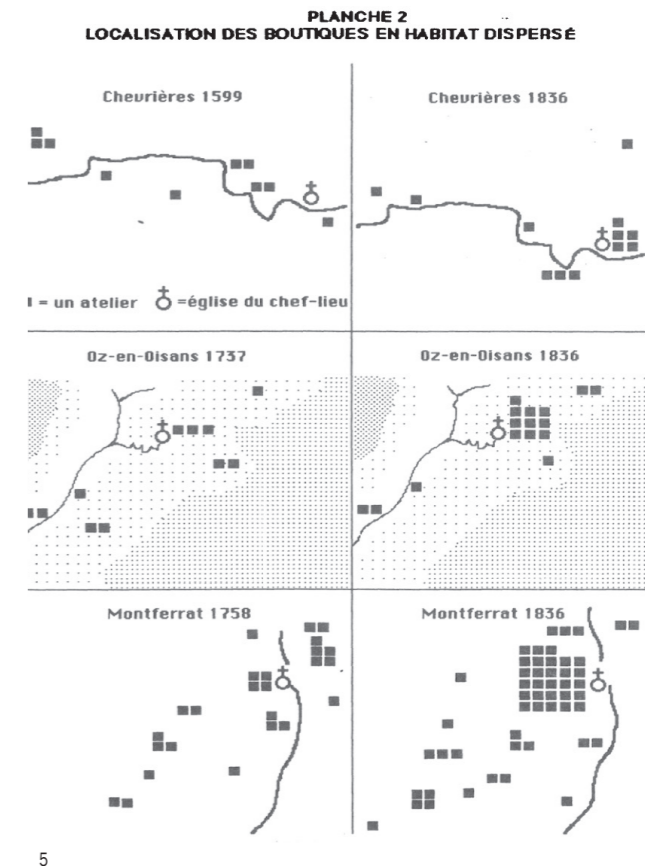 PLANCHE 2
LOCALISATION DES BOUTIQUES EN HABITAT DISPERSÉ
Chevrières 1599
Chevrières 1836
= un atelier
=église du chef-lieu
Oz-en-Oisans 1737
Oz-en-Oisans 1836
Montferrat 1758
Montferrat 1836
5